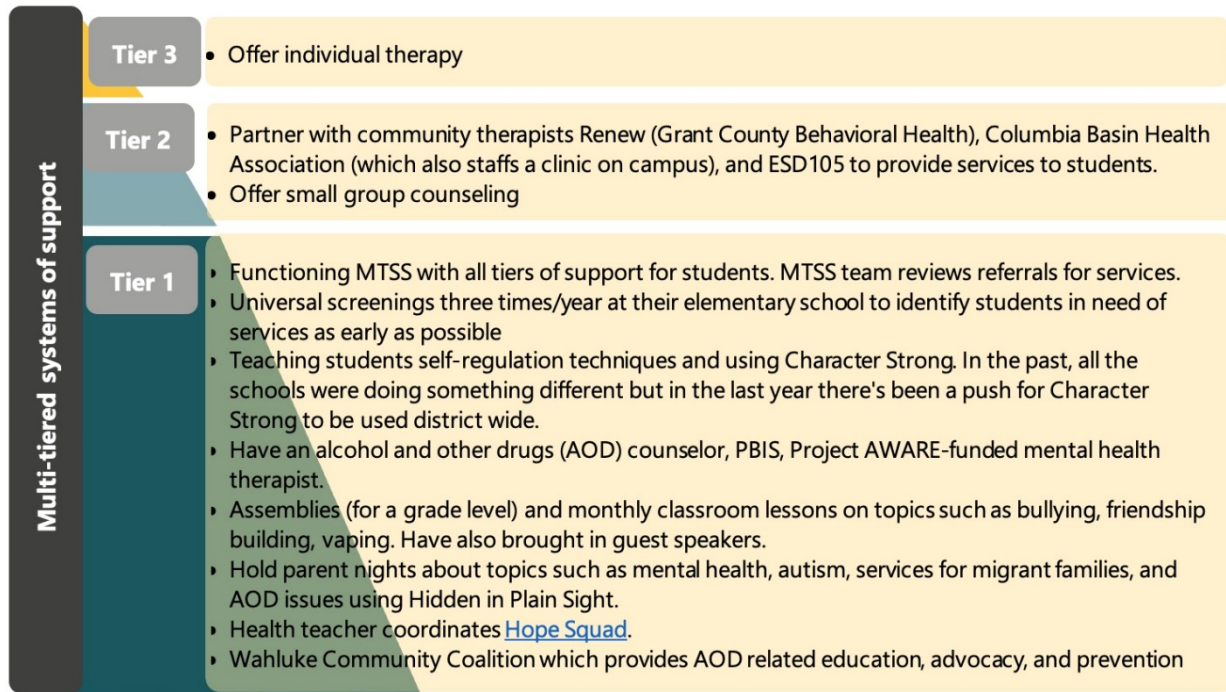 Multi-tiered systems of support
Tier 3
• Offer individual therapy
Tier 2
• Partner with community therapists Renew (Grant County Behavioral Health), Columbia Basin Health
Association (which also staffs a clinic on campus), and ESD105 to provide services to students.
• Offer small group counseling
Tier 1
• Functioning MTSS with all tiers of support for students. MTSS team reviews referrals for services.
• Universal screenings three times/year at their elementary school to identify students in need of
services as early as possible
• Teaching students self-regulation techniques and using Character Strong. In the past, all the
schools were doing something different but in the last year there's been a push for Character
Strong to be used district wide.
• Have an alcohol and other drugs (AOD) counselor, PBIS, Project AWARE-funded mental health
therapist.
• Assemblies (for a grade level) and monthly classroom lessons on topics such as bullying, friendship
building, vaping. Have also brought in guest speakers.
• Hold parent nights about topics such as mental health, autism, services for migrant families, and
AOD issues using Hidden in Plain Sight.
• Health teacher coordinates Hope Squad.
• Wahluke Community Coalition which provides AOD related education, advocacy, and prevention